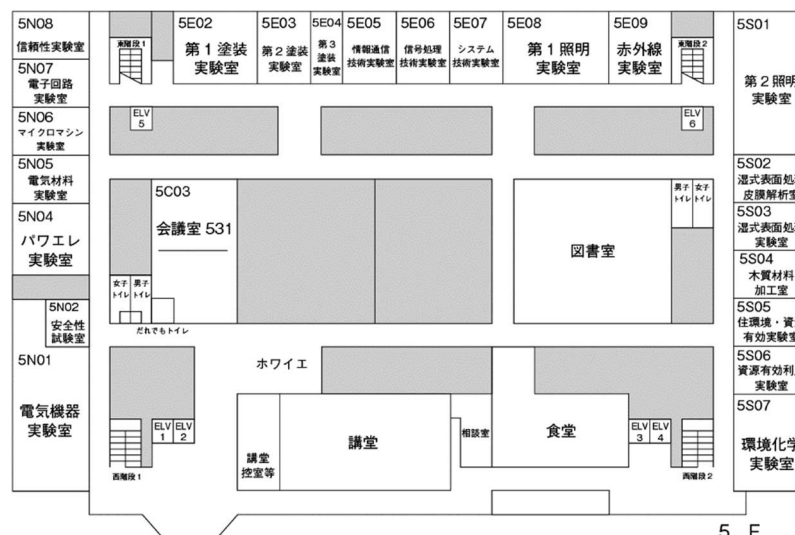 5N08
信頼性実験室
5N07
電子回路
実験室
5N06
マイクロマシン
実験室
5N05
電気材料
実験室
5N04
パワエレ
実験室
5N02
安全性
試験室
5N01
電気機器
実験室
東階段1
5E02
第1塗装
実験室
5E03
第2塗装
実験室
5E04
第3
塗装
実験室
5E05
情報通信
技術実験室
5E06
信号処理
技術実験室
5E07
システム
技術実験室
5E08
第1照明
実験室
5E09
赤外線
実験室
東階段2
ELV
5
ELV
6
5C03
会議室 531
女子
トイレ
男子
トイレ
だれでもトイレ
図書室
男子
トイレ
女子
トイレ
ホワイエ
ELV
1
ELV
2
西階段1
講堂
控室等
講堂
相談室
食堂
ELV
3
ELV
4
西階段2
5S01
第2照明
実験室
5S02
湿式表面処
皮膜解析室
5S03
湿式表面処
実験室
5S04
木質材料
加工室
5S05
住環境・資
有効実験室
5S06
資源有効利
実験室
5S07
環境化学
実験室
5 F